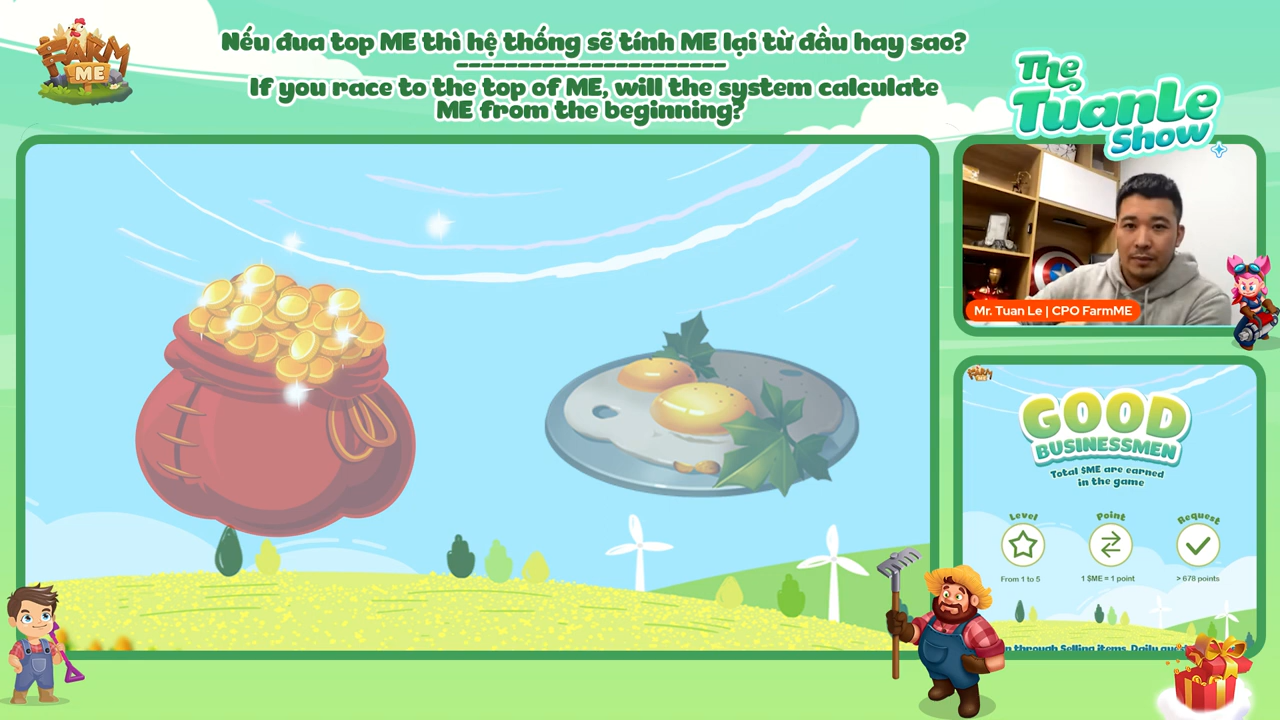 FARM
ME
Nếu đua top ME thì hệ thống sẽ tính ME lại từ đầu hay sao?
----------------------
If you race to the top of ME, will the system calculate
ME from the beginning?
The
TuanLe
Show
Mr. Tuan Le | CPO FarmME
FARM
GOOD
BUSINESSMEN
Total $ME are earned
in the game
Level
Point
Request
From 1 to 5
1 $ME = 1 point
> 678 points
through Selling items, Daily